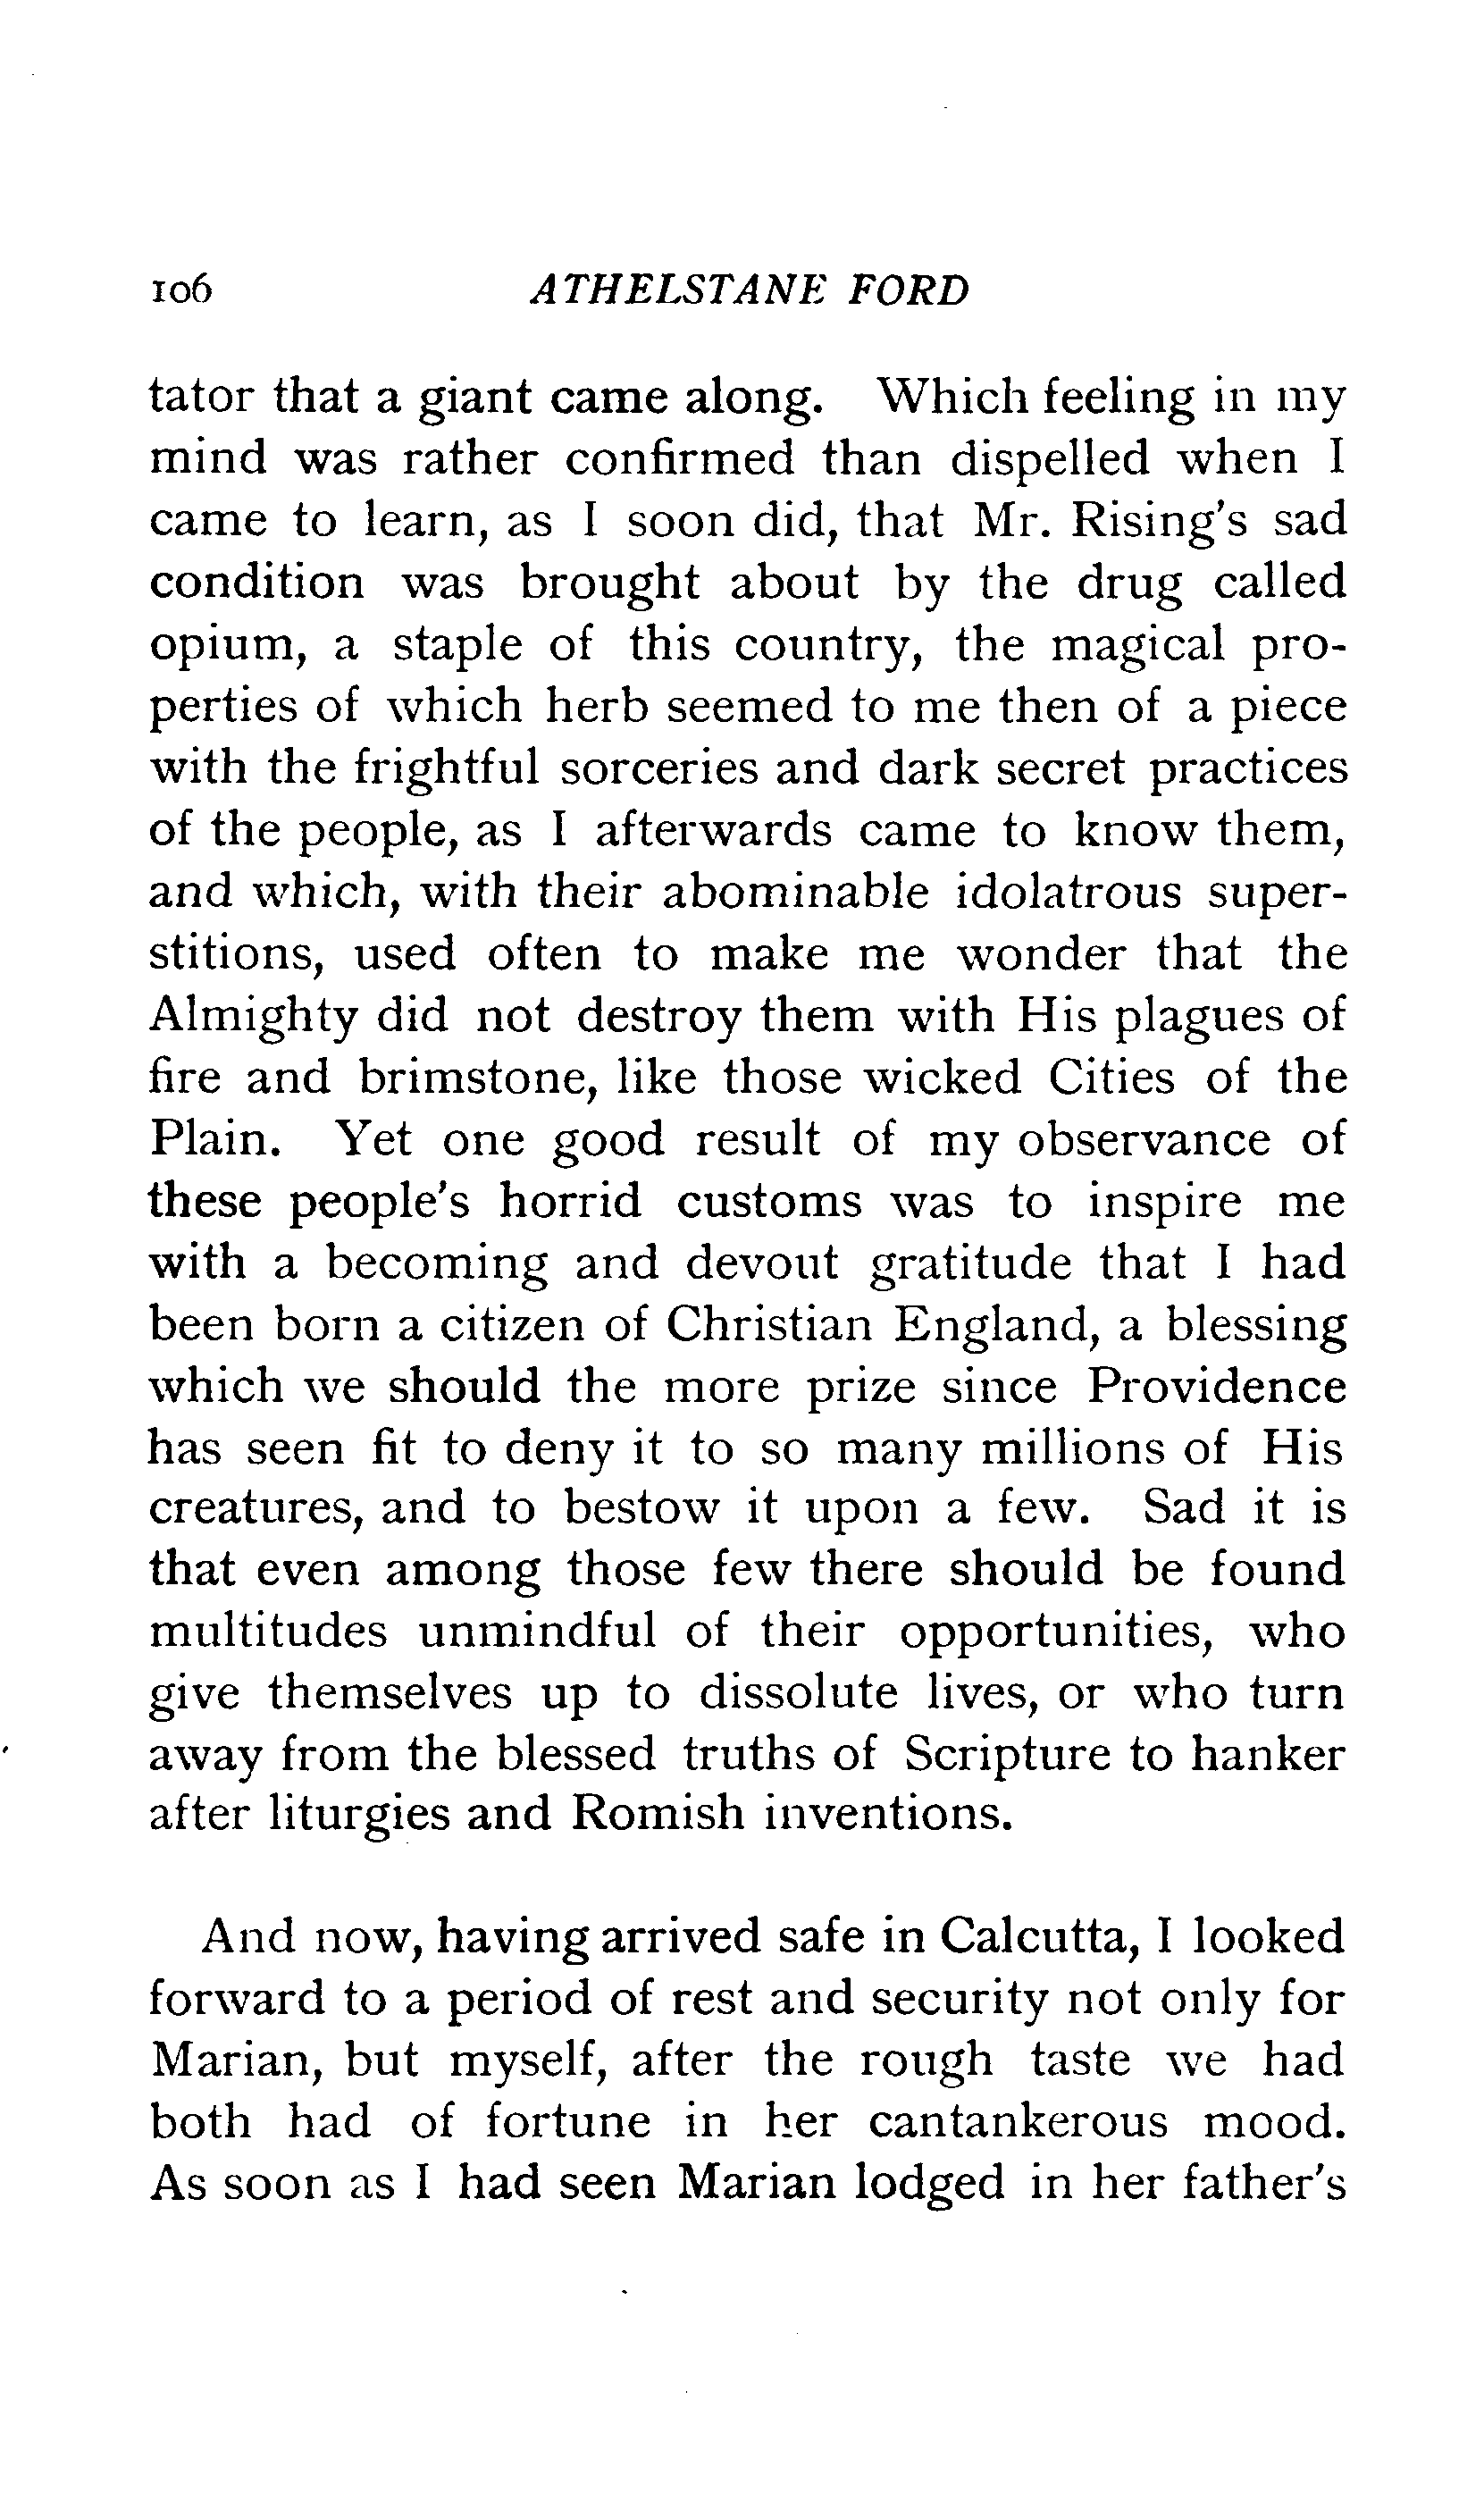 106 ATHELSTANE FORD
tator that a giant came along. Which feeling in my
mind was rather confirmed than dispelled when I
came to learn, as I soon did, that Mr. Rising's sad
condition was brought about by the drug called
opium, a staple of this country, the magical pro-
perties of which herb seemed to me then of a piece
with the frightful sorceries and dark secret practices
of the people, as I afterwards came to know them,
and which, with their abominable idolatrous super-
stitions, used often to make me wonder that the
Almighty did not destroy them with His plagues of
fire and brimstone, like those wicked Cities of the
Plain. Yet one good result of my observance of
these people's horrid customs was to inspire me
with a becoming and devout gratitude that I had
been born a citizen of Christian England, a blessing
which we should the more prize since Providence
has seen fit to deny it to so many millions of His
creatures, and to bestow it upon a few. Sad it is
that even among those few there should be found
multitudes unmindful of their opportunities, who
give themselves up to dissolute lives, or who turn
away from the blessed truths of Scripture to hanker
after liturgies and Romish inventions.
And now, having arrived safe in Calcutta, I looked
forward to a period of rest and security not only for
Marian, but myself, after the rough taste we had
both had of fortune in her cantankerous mood.
As soon as I had seen Marian lodged in her father's